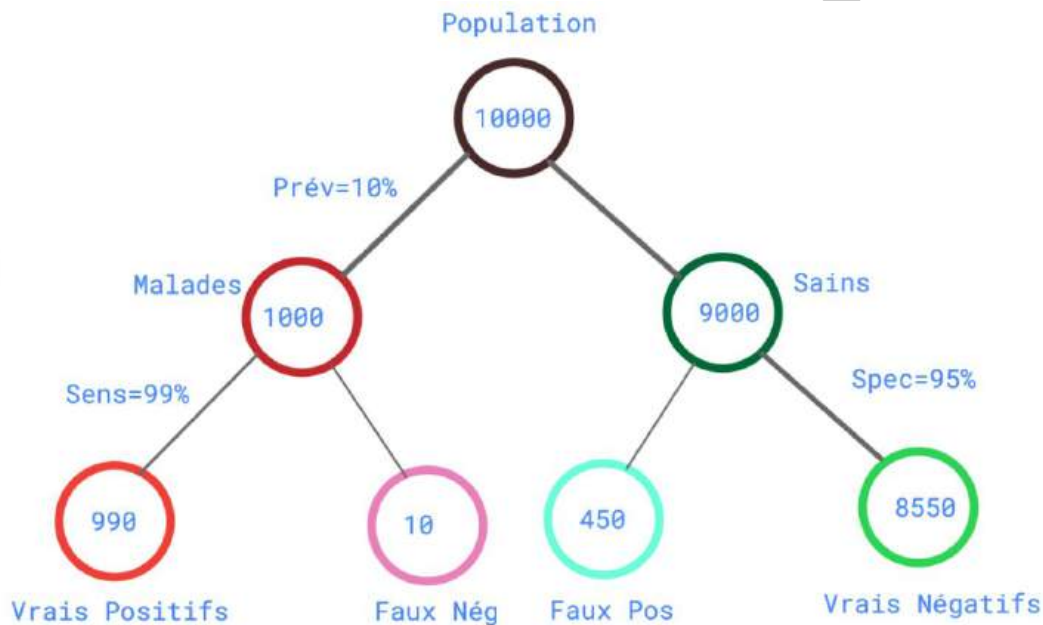 Population
10000
Prév=10%
Malades
1000
9000
Sains
Sens=99%
Spec=95%
990
10
450
8550
Vrais Positifs
Faux Nég
Faux Pos
Vrais Négatifs